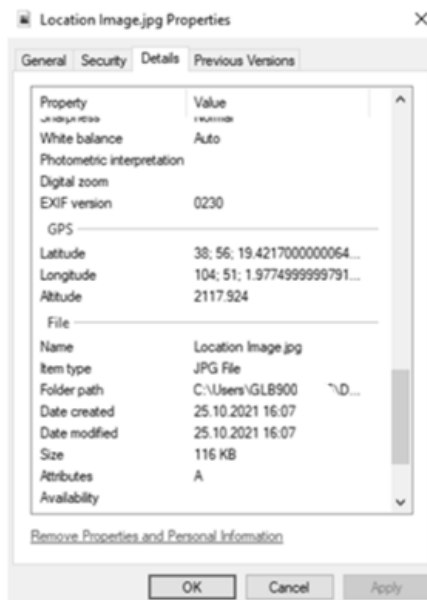 Location Image.jpg Properties
General Security Details Previous Versions
Property Value
Sharpness Normal
White balance Auto
Photometric interpretation
Digital zoom
EXIF version 0230
GPS
Latitude 38; 56; 19.4217000000064...
Longitude 104; 51; 1.9774999999791...
Altitude 2117.924
File
Name Location Image.jpg
Item type JPG File
Folder path C:\Users\GLB900 \D...
Date created 25.10.2021 16:07
Date modified 25.10.2021 16:07
Size 116 KB
Attributes A
Availability
Remove Properties and Personal Information
OK Cancel Apply